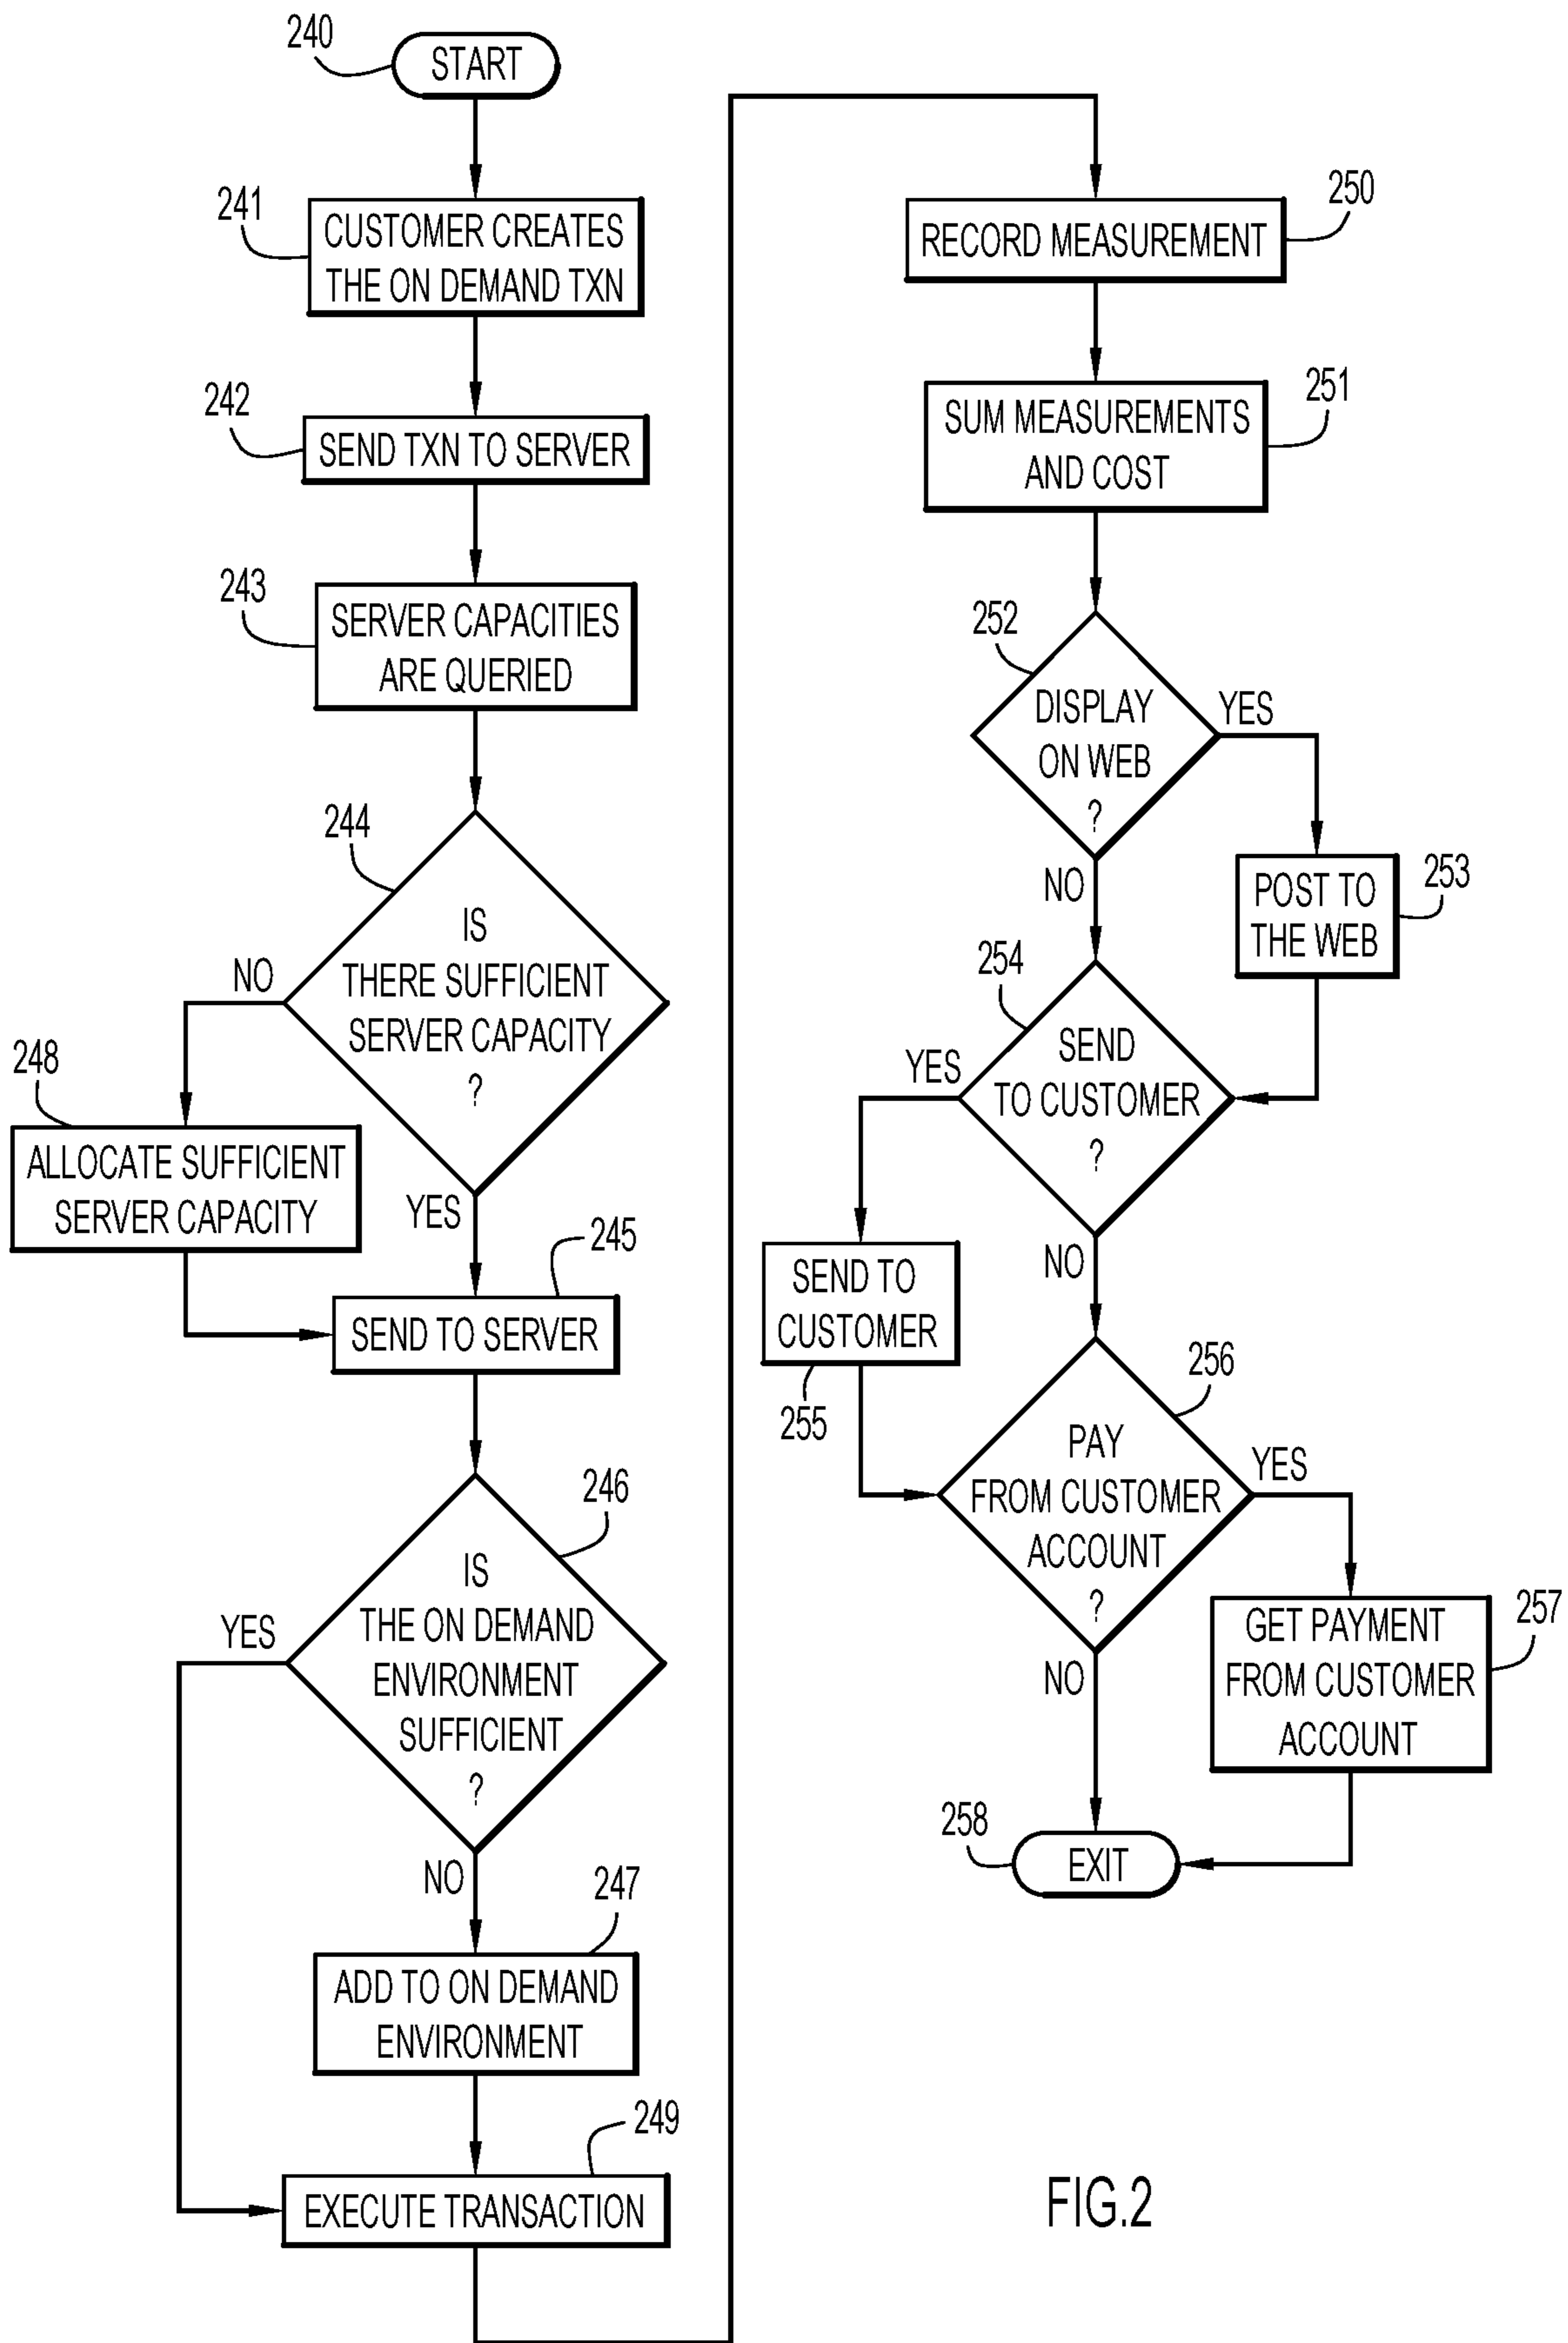 240
START
241
CUSTOMER CREATES
THE ON DEMAND TXN
242
SEND TXN TO SERVER
243
SERVER CAPACITIES
ARE QUERIED
244
IS
THERE SUFFICIENT
SERVER CAPACITY
?
NO
YES
248
ALLOCATE SUFFICIENT
SERVER CAPACITY
245
SEND TO SERVER
246
IS
THE ON DEMAND
ENVIRONMENT
SUFFICIENT
?
YES
NO
247
ADD TO ON DEMAND
ENVIRONMENT
249
EXECUTE TRANSACTION
250
RECORD MEASUREMENT
251
SUM MEASUREMENTS
AND COST
252
DISPLAY
ON WEB
?
YES
NO
253
POST TO
THE WEB
254
SEND
TO CUSTOMER
?
YES
NO
SEND TO
CUSTOMER
255
256
PAY
FROM CUSTOMER
ACCOUNT
?
YES
NO
257
GET PAYMENT
FROM CUSTOMER
ACCOUNT
258
EXIT
FIG.2